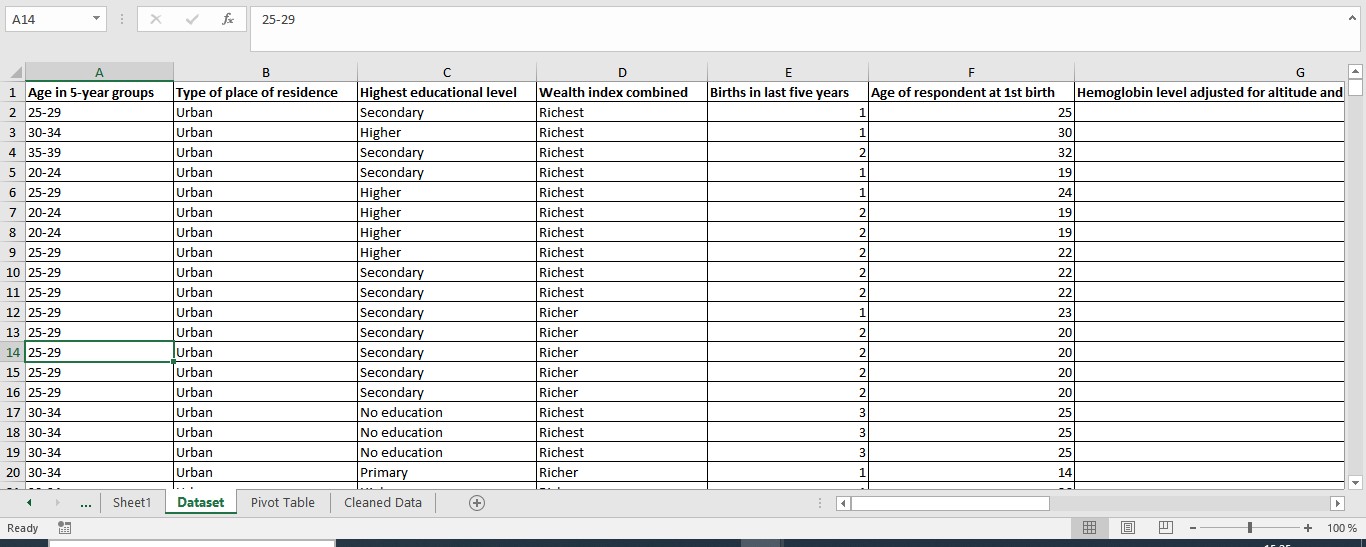 A14 fx 25-29
A B C D E F G
1 Age in 5-year groups Type of place of residence Highest educational level Wealth index combined Births in last five years Age of respondent at 1st birth Hemoglobin level adjusted for altitude and
2 25-29 Urban Secondary Richest 1 25
3 30-34 Urban Higher Richest 1 30
4 35-39 Urban Secondary Richest 2 32
5 20-24 Urban Secondary Richest 1 19
6 25-29 Urban Higher Richest 1 24
7 20-24 Urban Higher Richest 2 19
8 20-24 Urban Higher Richest 2 19
9 25-29 Urban Higher Richest 2 22
10 25-29 Urban Secondary Richest 2 22
11 25-29 Urban Secondary Richest 2 22
12 25-29 Urban Secondary Richer 1 23
13 25-29 Urban Secondary Richer 2 20
14 25-29 Urban Secondary Richer 2 20
15 25-29 Urban Secondary Richer 2 20
16 25-29 Urban Secondary Richer 2 20
17 30-34 Urban No education Richest 3 25
18 30-34 Urban No education Richest 3 25
19 30-34 Urban No education Richest 3 25
20 30-34 Urban Primary Richer 1 14
... Sheet1 Dataset Pivot Table Cleaned Data
Ready 100 %